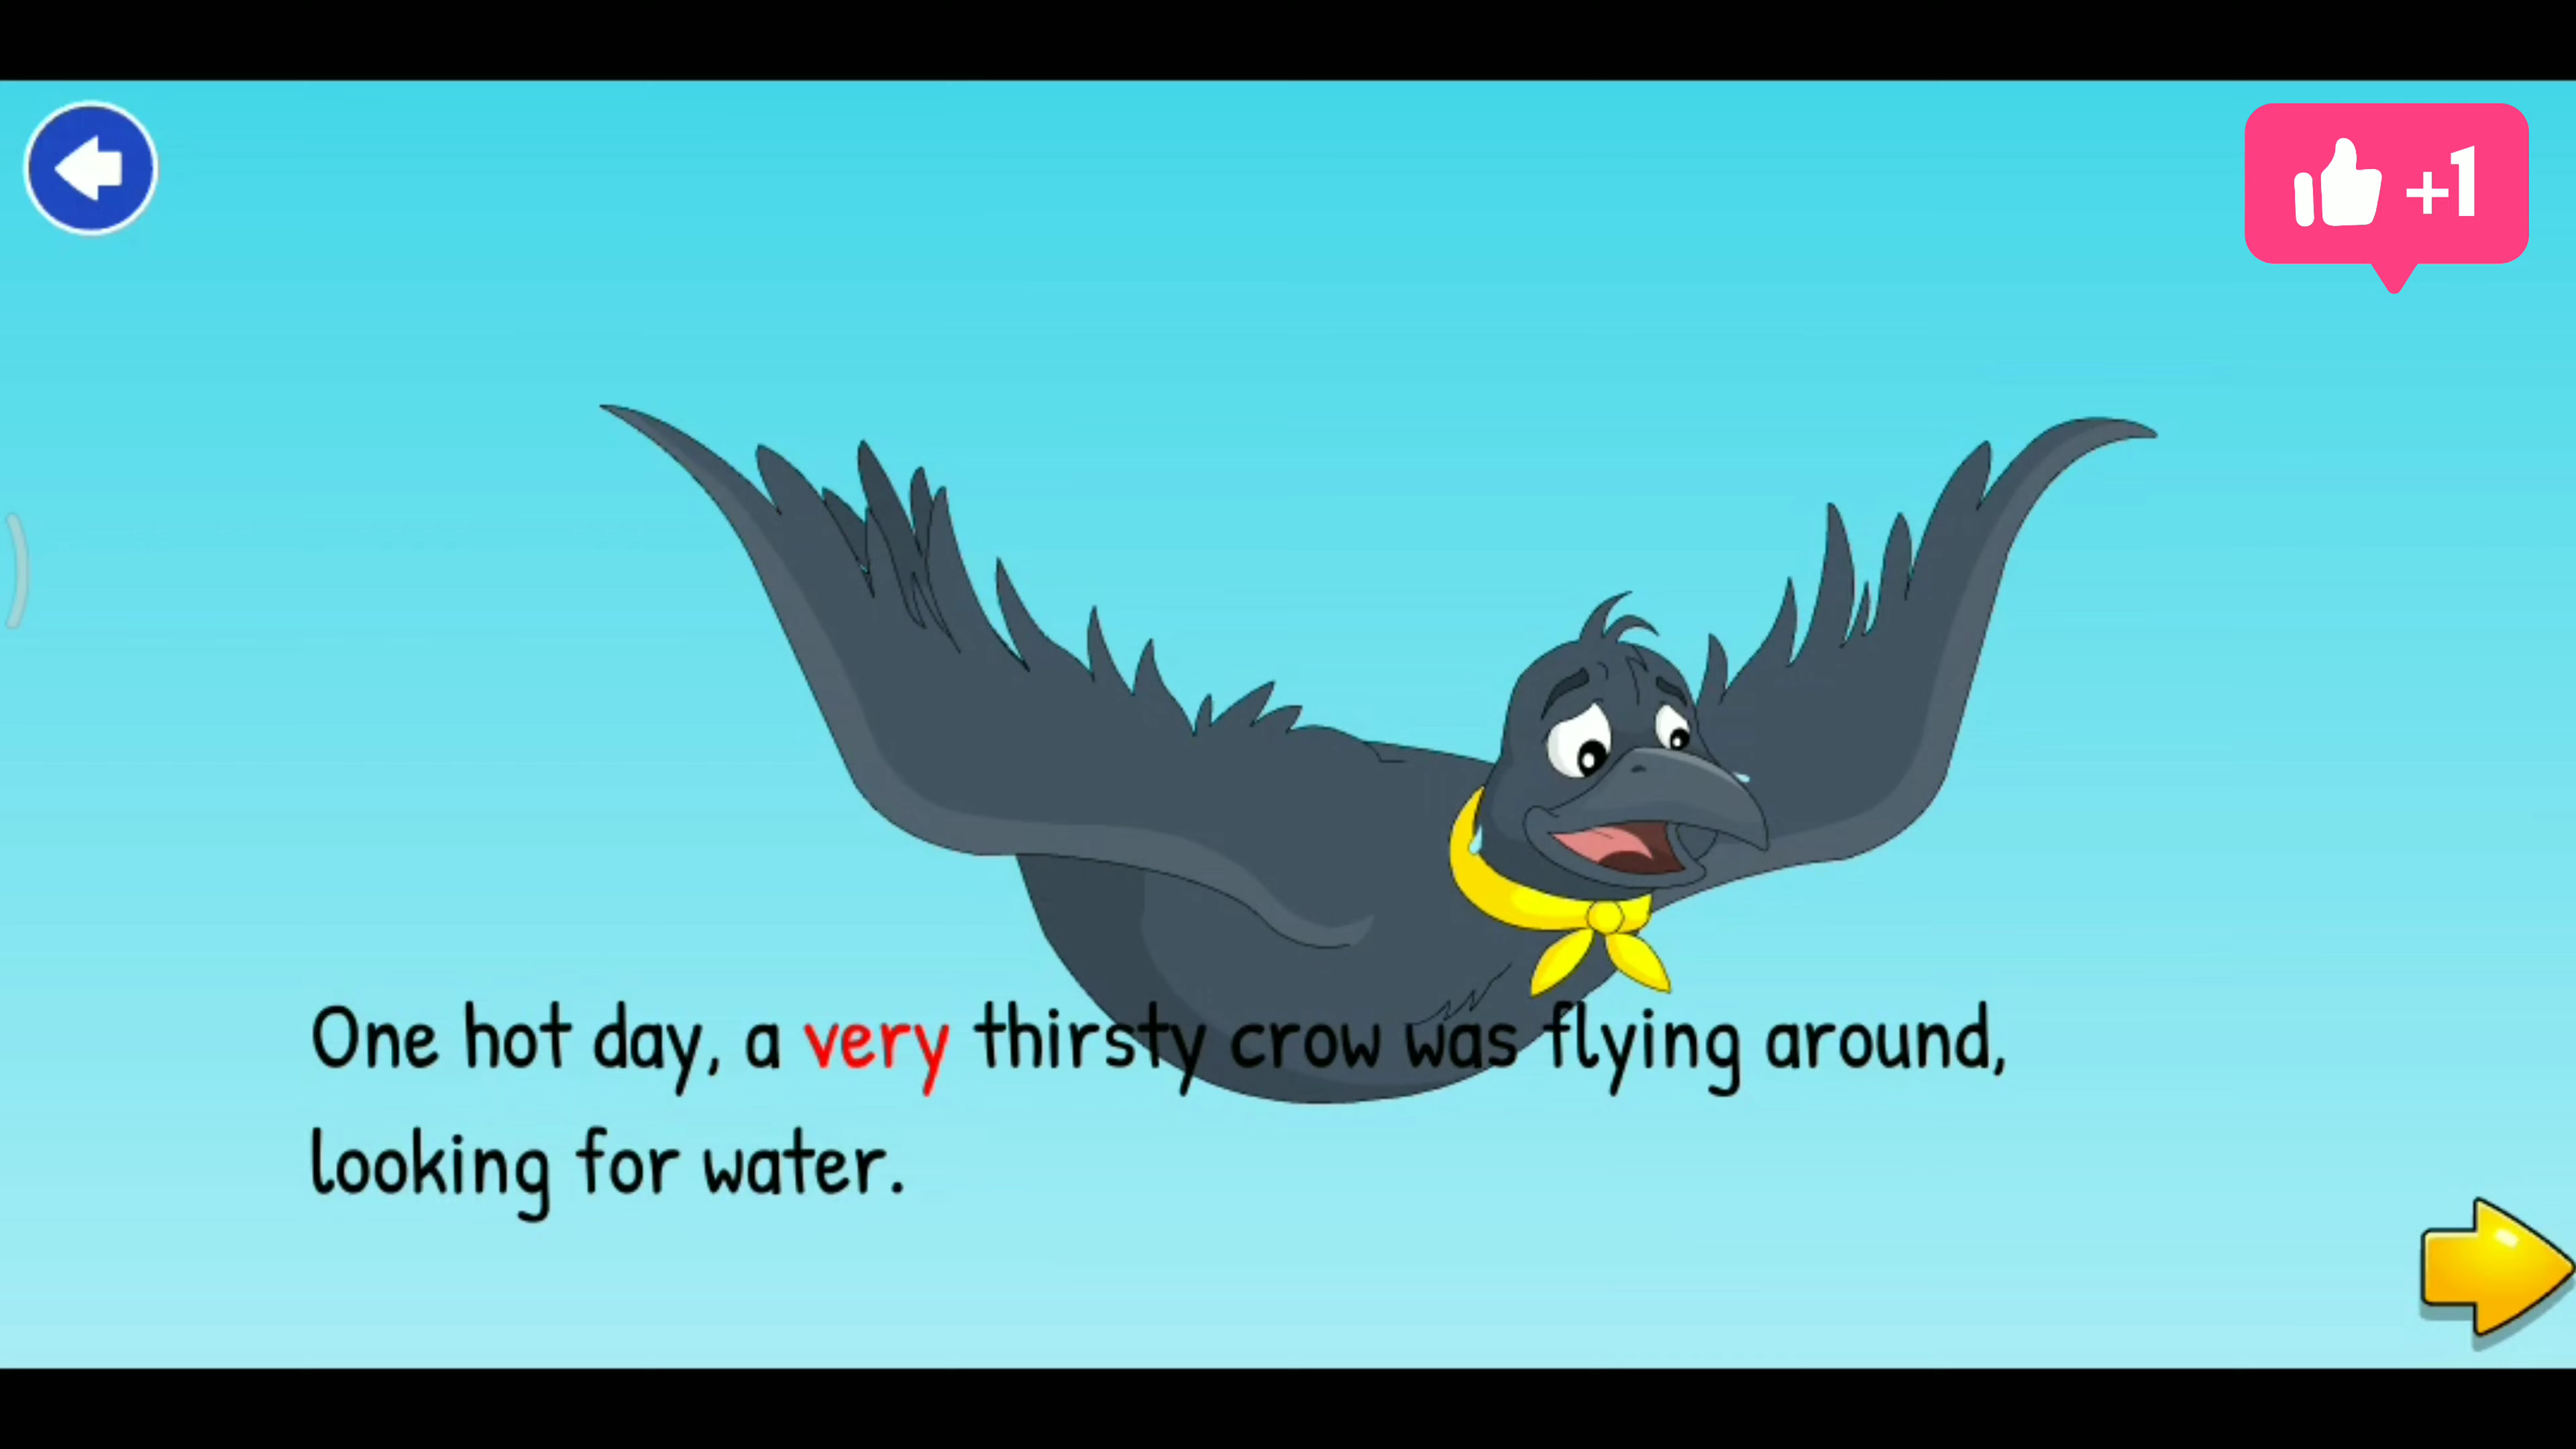 +1
One hot day, a very thirsty crow was flying around,
looking for water.